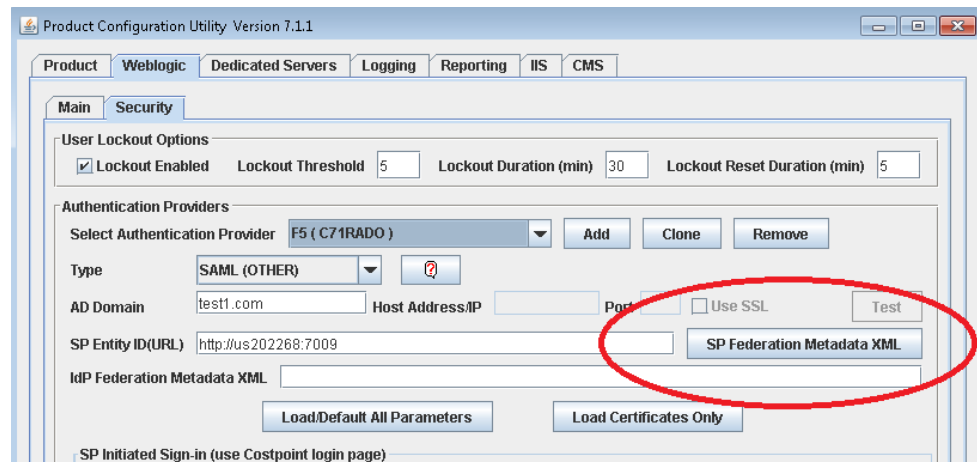 Product Configuration Utility Version 7.1.1
Product Weblogic Dedicated Servers Logging Reporting IIS CMS
Main Security
User Lockout Options
Lockout Enabled Lockout Threshold 5 Lockout Duration (min) 30 Lockout Reset Duration (min) 5
Authentication Providers
Select Authentication Provider F5 ( C71RADO ) Add Clone Remove
Type SAML (OTHER) ?
AD Domain test1.com Host Address/IP Port Use SSL Test
SP Entity ID(URL) http://us202268:7009 SP Federation Metadata XML
IdP Federation Metadata XML
Load/Default All Parameters Load Certificates Only
SP Initiated Sign-in (use Costpoint login page)